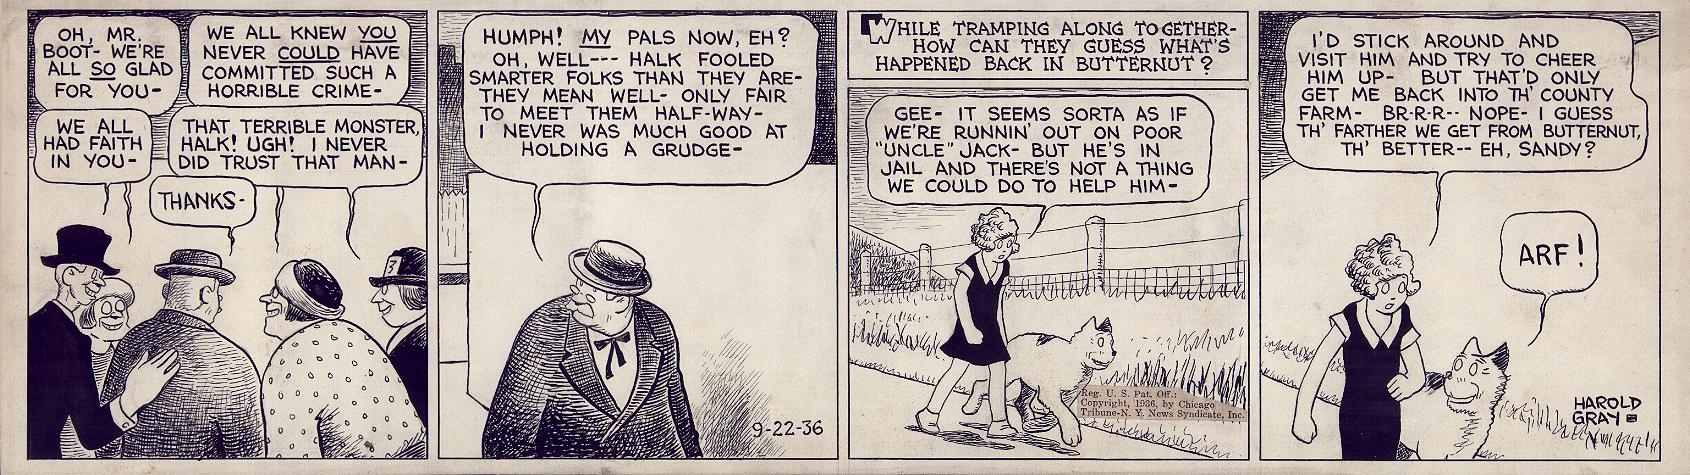 OH, MR.
BOOT- WE'RE
ALL SO GLAD
FOR YOU-
WE ALL KNEW YOU
NEVER COULD HAVE
COMMITTED SUCH A
HORRIBLE CRIME-
WE ALL
HAD FAITH
IN YOU-
THAT TERRIBLE MONSTER,
HALK! UGH! I NEVER
DID TRUST THAT MAN-
THANKS-
3
HUMPH! MY PALS NOW, EH?
OH, WELL--- HALK FOOLED
SMARTER FOLKS THAN THEY ARE-
THEY MEAN WELL- ONLY FAIR
TO MEET THEM HALF-WAY-
I NEVER WAS MUCH GOOD AT
HOLDING A GRUDGE-
9-22-36
WHILE TRAMPING ALONG TOGETHER-
HOW CAN THEY GUESS WHAT'S
HAPPENED BACK IN BUTTERNUT?
GEE- IT SEEMS SORTA AS IF
WE'RE RUNNIN' OUT ON POOR
"UNCLE" JACK- BUT HE'S IN
JAIL AND THERE'S NOT A THING
WE COULD DO TO HELP HIM-
Reg. U. S. Pat. Off.:
Copyright, 1936, by Chicago
Tribune-N. Y. News Syndicate, Inc.
I'D STICK AROUND AND
VISIT HIM AND TRY TO CHEER
HIM UP- BUT THAT'D ONLY
GET ME BACK INTO TH' COUNTY
FARM- BR-R-R-- NOPE- I GUESS
TH' FARTHER WE GET FROM BUTTERNUT,
TH' BETTER-- EH, SANDY?
ARF!
HAROLD
GRAY=